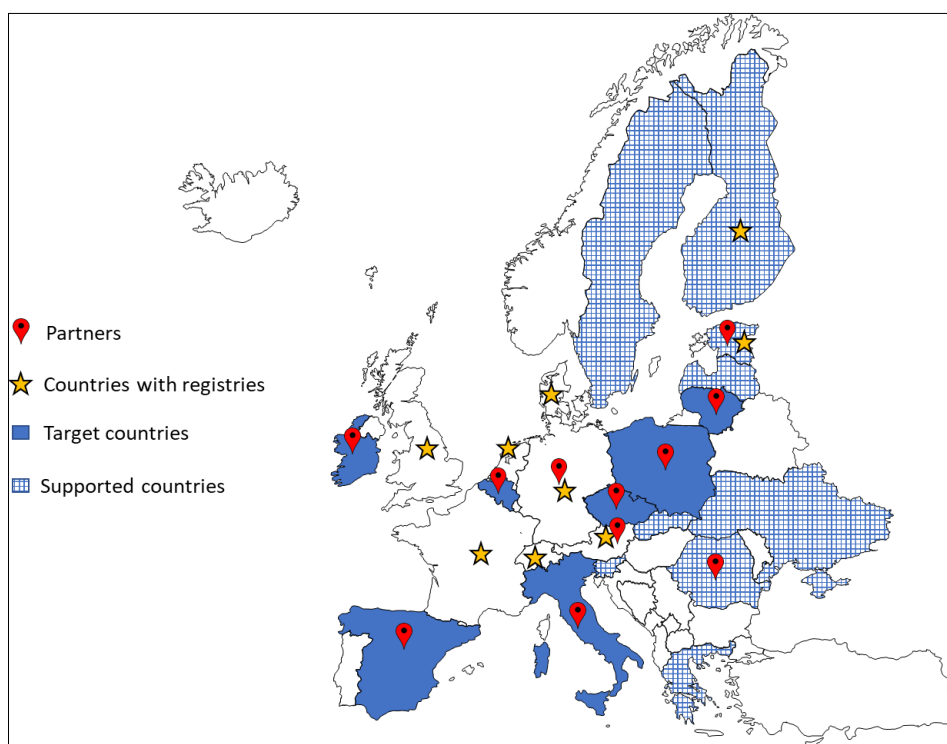 Partners
Countries with registries
Target countries
Supported countries